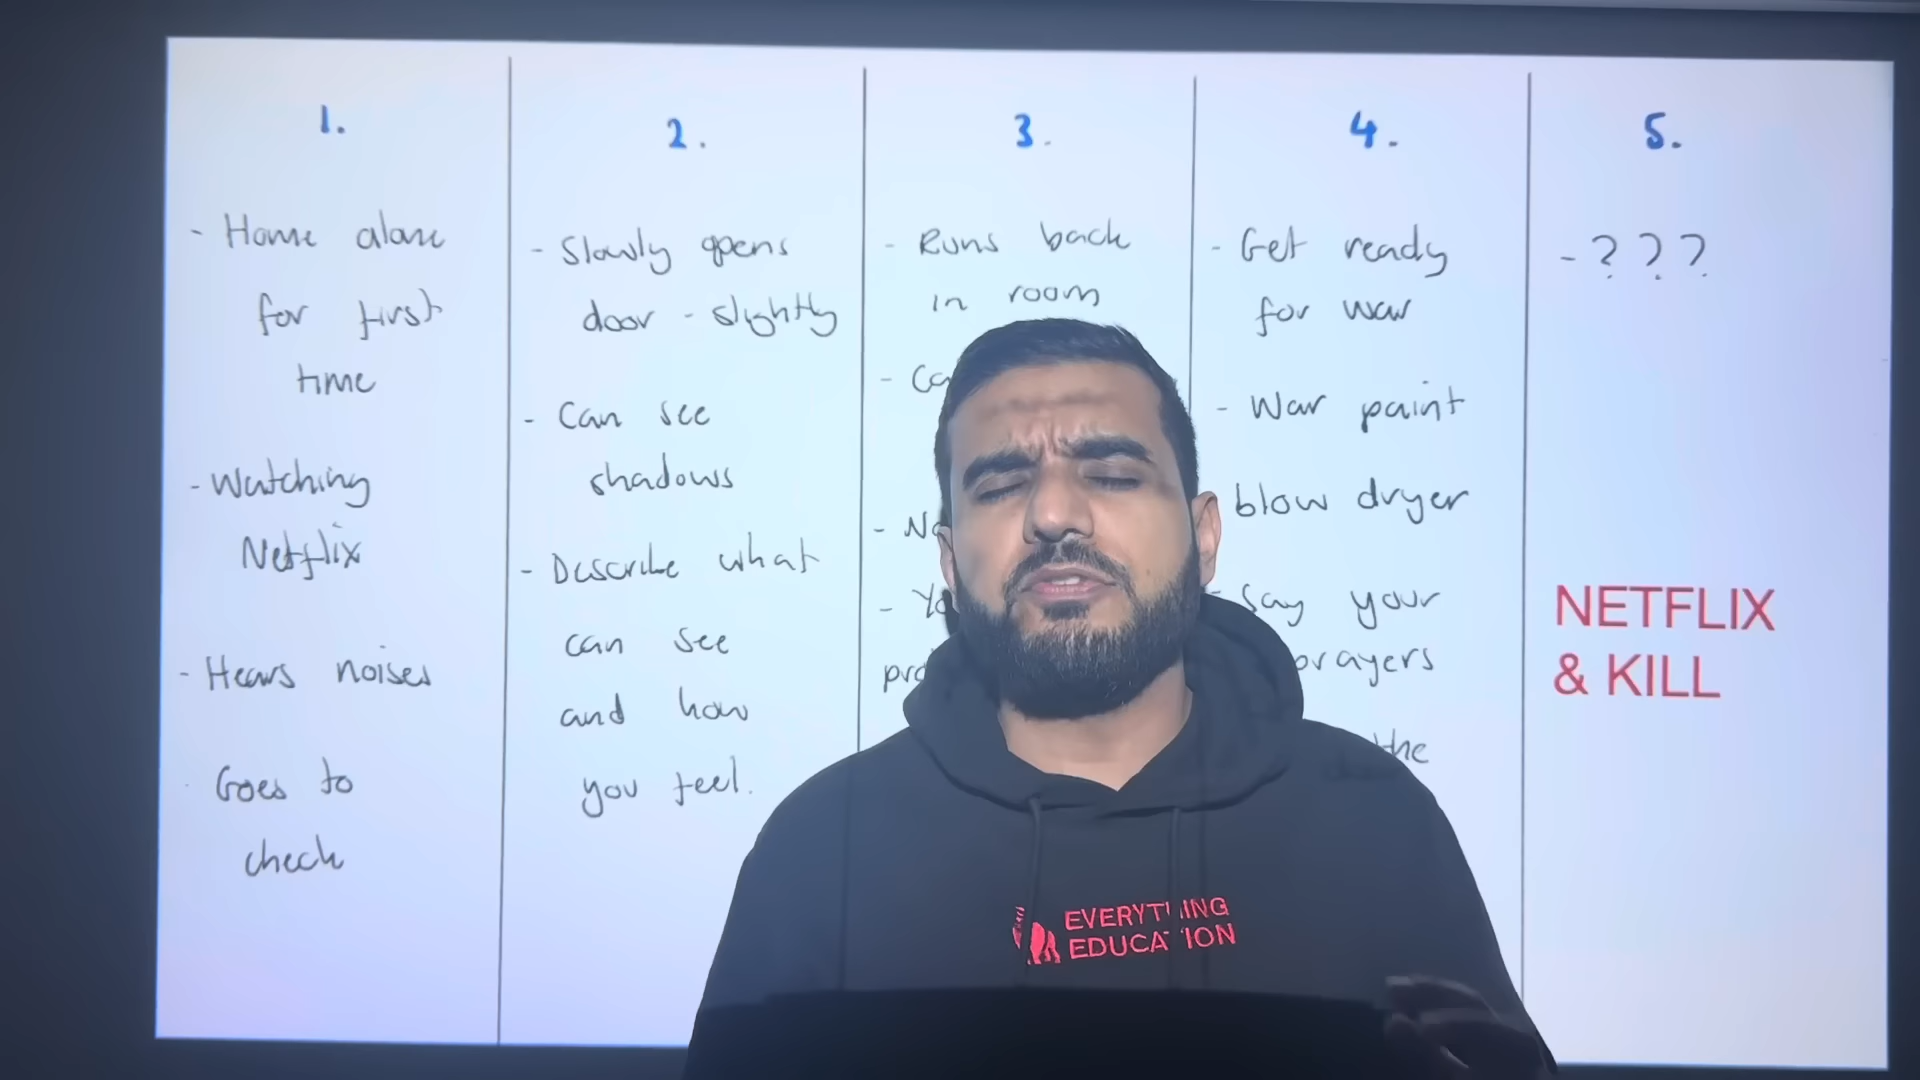 1.
- Home alone
for first
time
- Watching
Netflix
- Hears noises
Goes to
check
2.
- Slowly opens
door - slightly
- Can see
shadows
- Describe what
can see
and how
you feel.
3.
- Runs back
in room
4.
- Get ready
for war
- War paint
blow dryer
- Say your
prayers
the
5.
- ???
NETFLIX
& KILL
EVERYTHING
EDUCATION